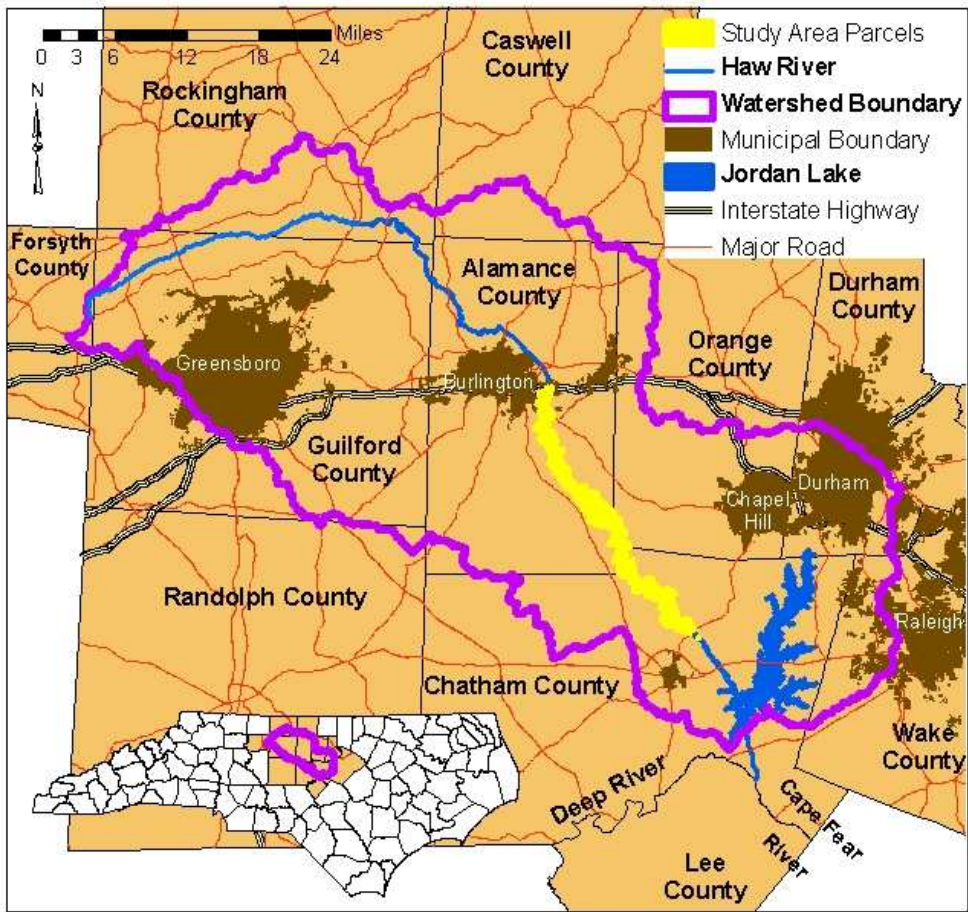 Miles
0 3 6 12 18 24
N
Caswell
County
Rockingham
County
Study Area Parcels
Haw River
Watershed Boundary
Municipal Boundary
Jordan Lake
Interstate Highway
Major Road
Forsyth
County
Alamance
County
Durham
County
Orange
County
Greensboro
Burlington
Guilford
County
Chapel
Hill
Durham
Randolph County
Raleigh
Chatham County
Wake
County
Deep River
Cape Fear
River
Lee
County